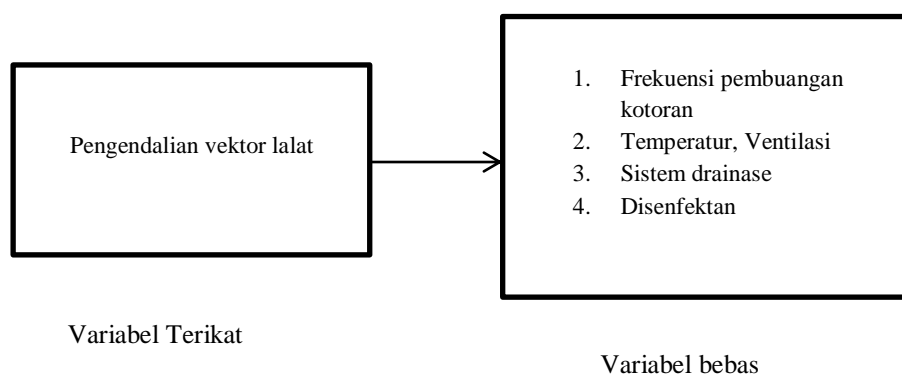 Pengendalian vektor lalat
1. Frekuensi pembuangan
kotoran
2. Temperatur, Ventilasi
3. Sistem drainase
4. Disenfektan
Variabel Terikat
Variabel bebas